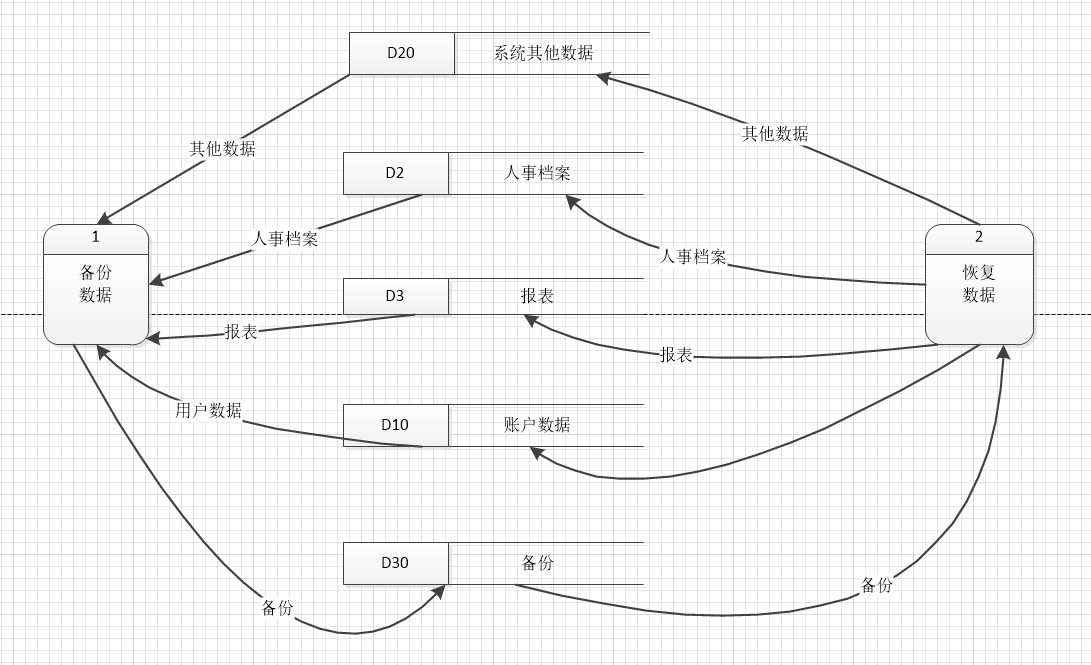 D20
系统其他数据
其他数据
其他数据
D2
人事档案
1
人事档案
2
备份
数据
人事档案
恢复
数据
D3
报表
报表
报表
用户数据
D10
账户数据
D30
备份
备份
备份